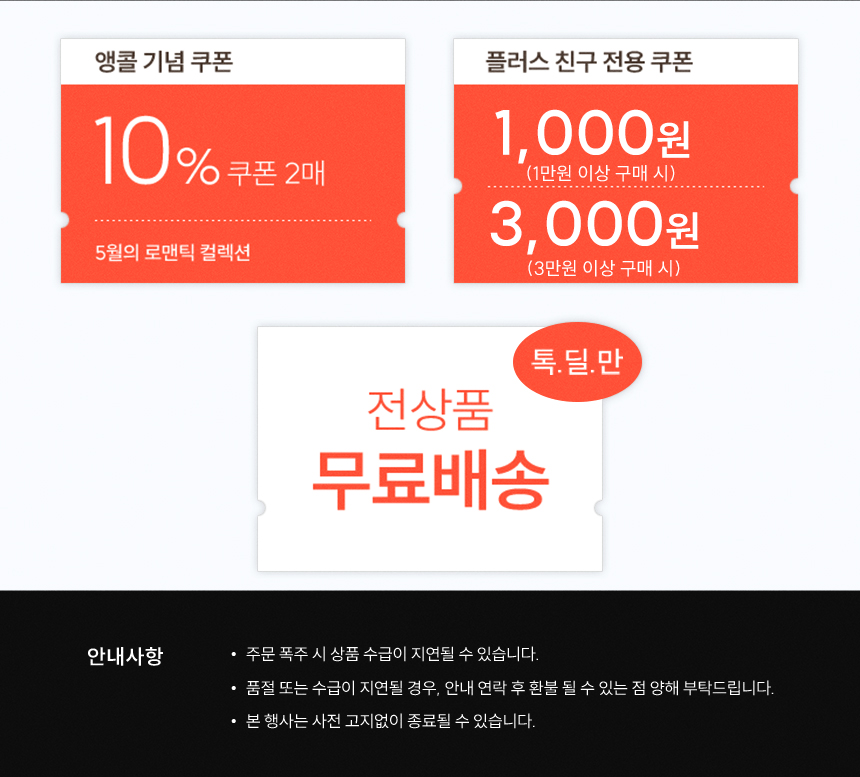 앵콜 기념 쿠폰
10% 쿠폰 2매
5월의 로맨틱 컬렉션
플러스 친구 전용 쿠폰
1,000원
(1만원 이상 구매 시)
3,000원
(3만원 이상 구매 시)
톡.딜.만
전상품
무료배송
안내사항
• 주문 폭주 시 상품 수급이 지연될 수 있습니다.
• 품절 또는 수급이 지연될 경우, 안내 연락 후 환불 될 수 있는 점 양해 부탁드립니다.
• 본 행사는 사전 고지없이 종료될 수 있습니다.